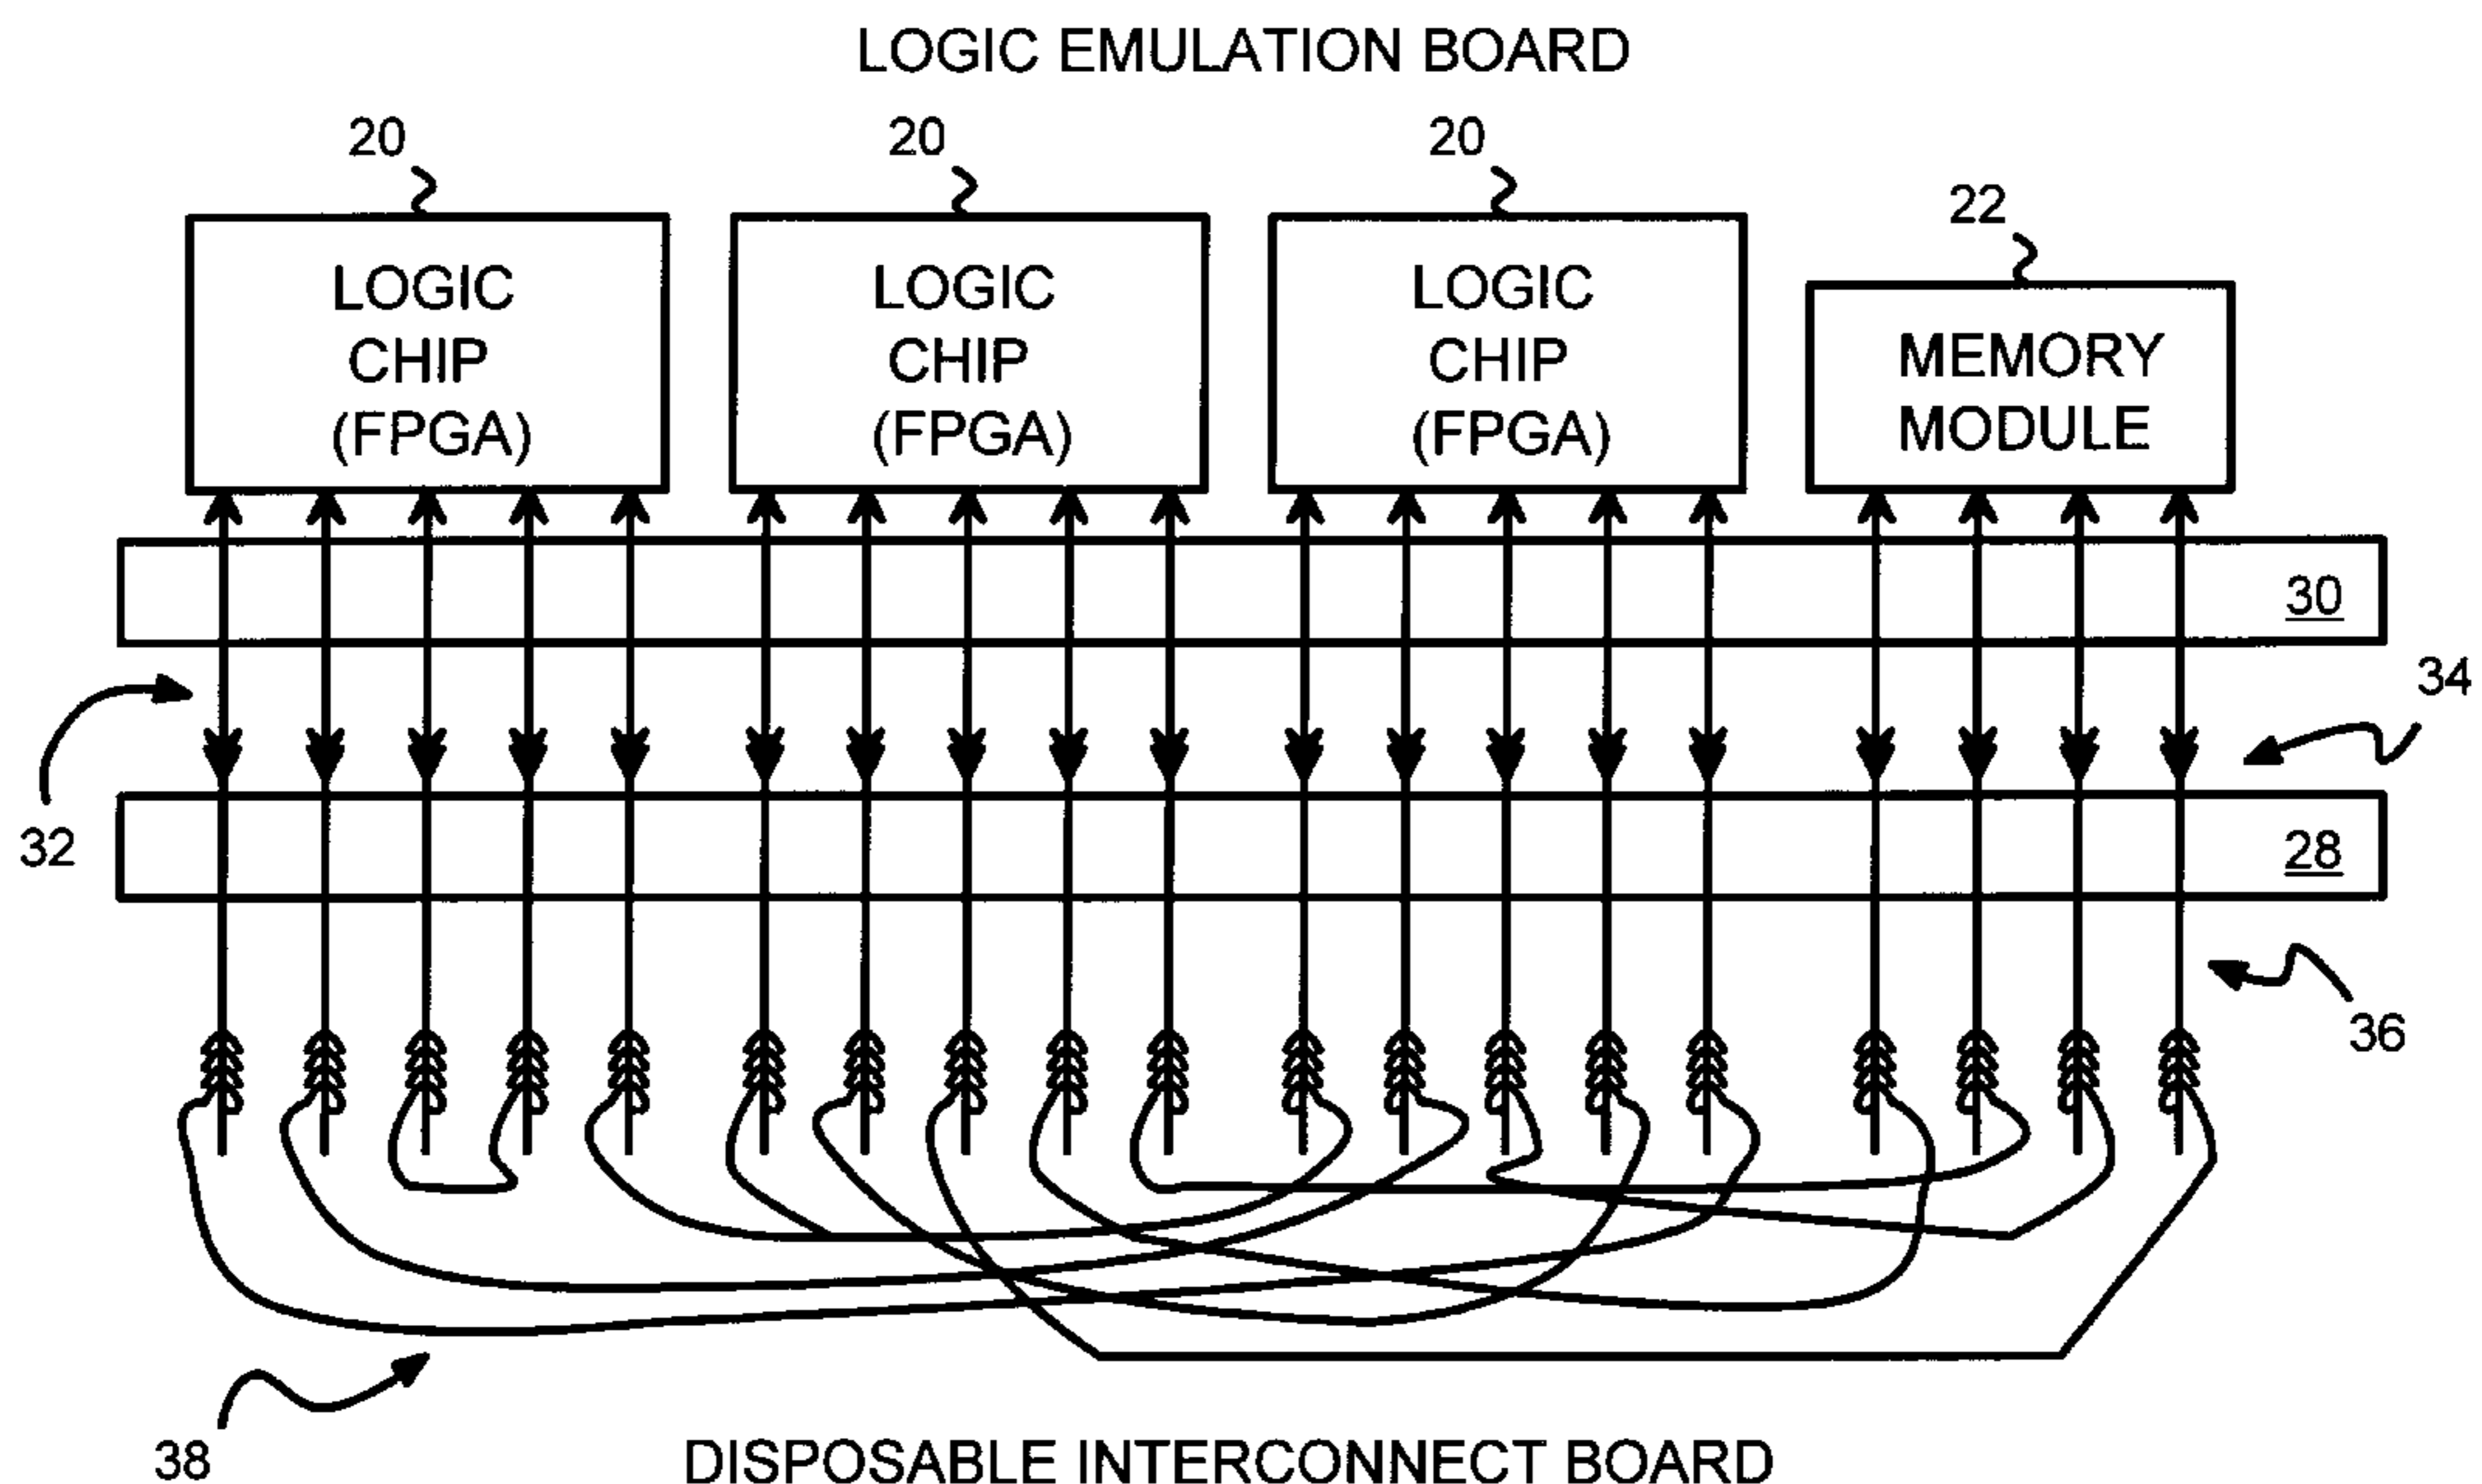 LOGIC EMULATION BOARD
20
20
20
22
LOGIC
CHIP
(FPGA)
LOGIC
CHIP
(FPGA)
LOGIC
CHIP
(FPGA)
MEMORY
MODULE
30
34
32
28
36
38
DISPOSABLE INTERCONNECT BOARD